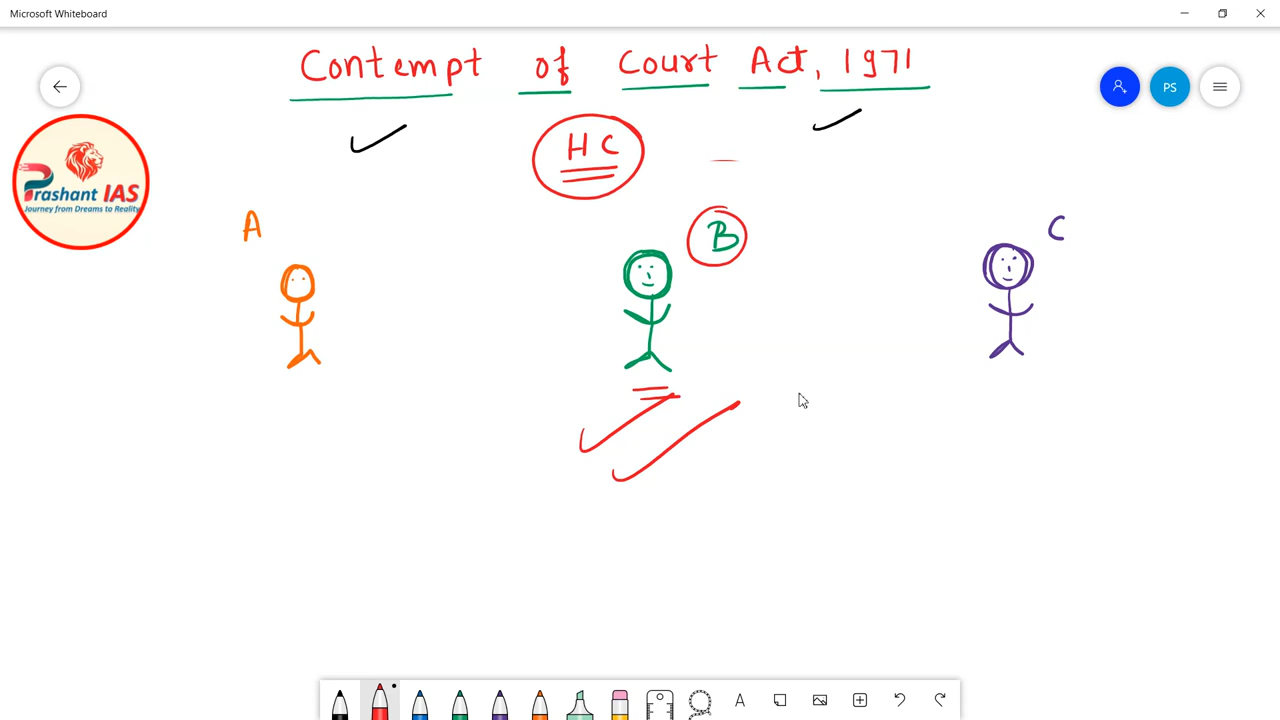 Microsoft Whiteboard
Contempt of Court Act, 1971
HC
PS
Prashant IAS
Journey from Dreams to Reality
A
B
C
A